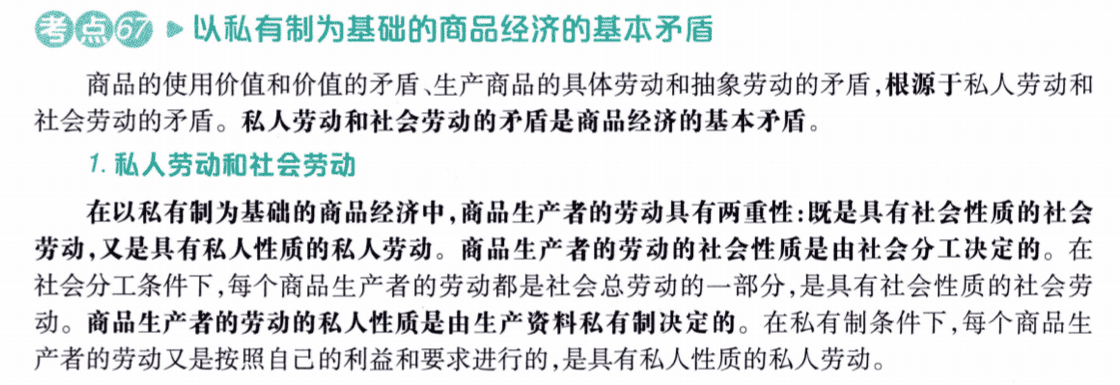 考点67 ▶ 以私有制为基础的商品经济的基本矛盾
商品的使用价值和价值的矛盾、生产商品的具体劳动和抽象劳动的矛盾,根源于私人劳动和
社会劳动的矛盾。私人劳动和社会劳动的矛盾是商品经济的基本矛盾。
1. 私人劳动和社会劳动
在以私有制为基础的商品经济中,商品生产者的劳动具有两重性:既是具有社会性质的社会
劳动,又是具有私人性质的私人劳动。商品生产者的劳动的社会性质是由社会分工决定的。在
社会分工条件下,每个商品生产者的劳动都是社会总劳动的一部分,是具有社会性质的社会劳
动。商品生产者的劳动的私人性质是由生产资料私有制决定的。在私有制条件下,每个商品生
产者的劳动又是按照自己的利益和要求进行的,是具有私人性质的私人劳动。